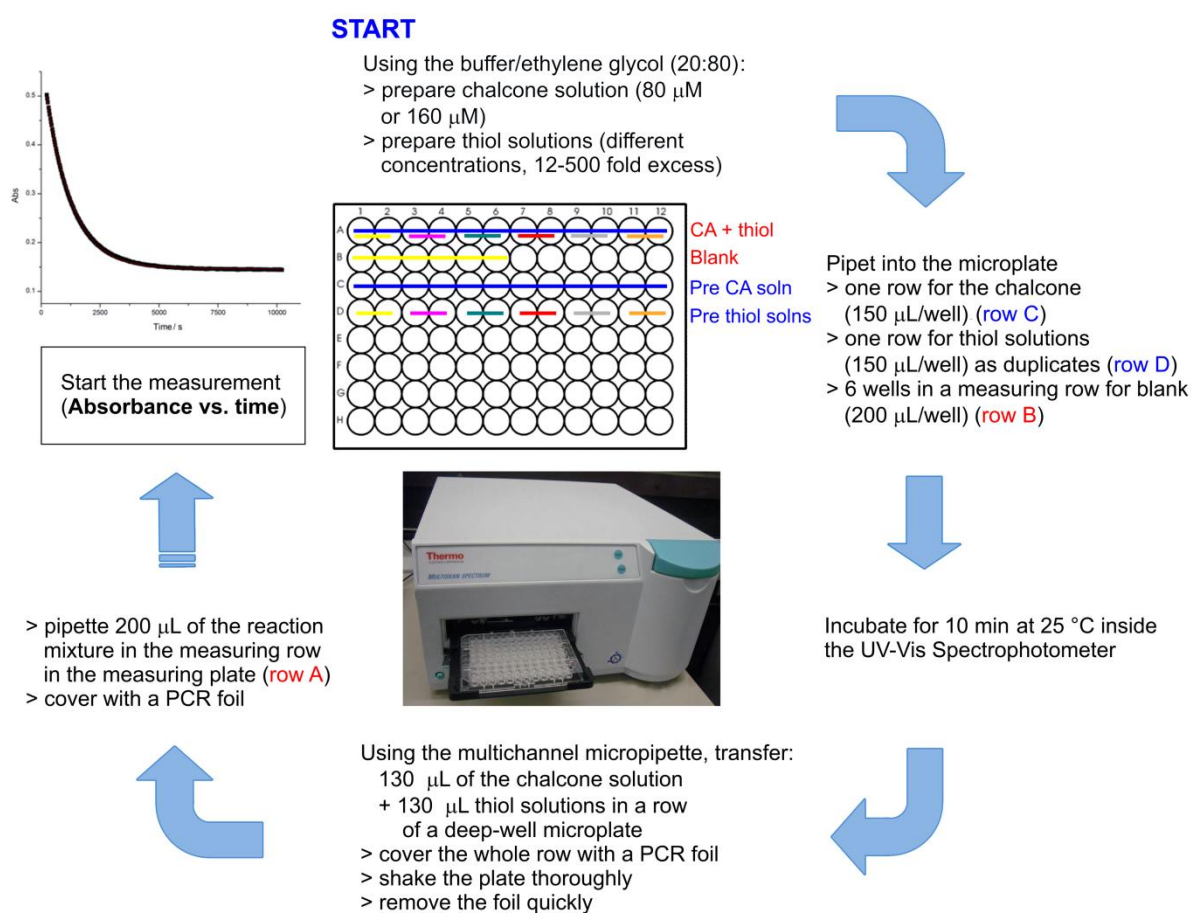 START
Using the buffer/ethylene glycol (20:80):
> prepare chalcone solution (80 μM
or 160 μM)
> prepare thiol solutions (different
concentrations, 12-500 fold excess)
0.5
0.4
0.3
0.2
0.1
Abs
0 2500 5000 7500 10000
Time/ s
1 2 3 4 5 6 7 8 9 10 11 12
A
B
C
D
E
F
G
H
CA + thiol
Blank
Pre CA soln
Pre thiol solns
Pipet into the microplate
> one row for the chalcone
(150 μL/well) (row C)
> one row for thiol solutions
(150 μL/well) as duplicates (row D)
> 6 wells in a measuring row for blank
(200 μL/well) (row B)
Incubate for 10 min at 25 °C inside
the UV-Vis Spectrophotometer
Thermo
MULTISKAN SPECTRUM
Using the multichannel micropipette, transfer:
130 μL of the chalcone solution
+ 130 μL thiol solutions in a row
of a deep-well microplate
> cover the whole row with a PCR foil
> shake the plate thoroughly
> remove the foil quickly
> pipette 200 μL of the reaction
mixture in the measuring row
in the measuring plate (row A)
> cover with a PCR foil
Start the measurement
(Absorbance vs. time)